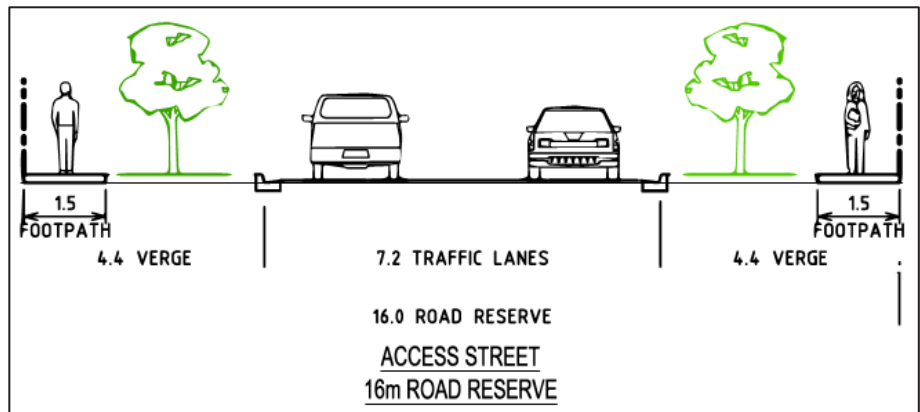 1.5
FOOTPATH
1.5
FOOTPATH
4.4 VERGE
7.2 TRAFFIC LANES
4.4 VERGE
16.0 ROAD RESERVE
ACCESS STREET
16m ROAD RESERVE